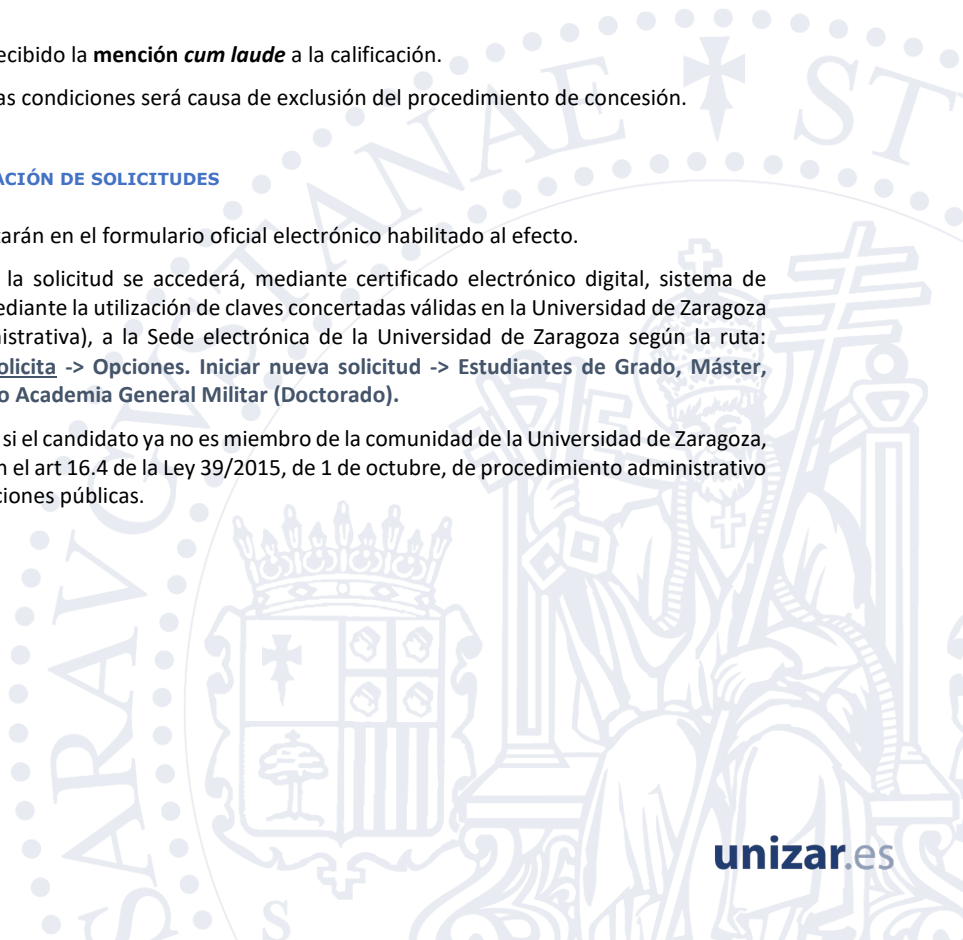 ecibido la mención cum laude a la calificación.
as condiciones será causa de exclusión del procedimiento de concesión.
ACIÓN DE SOLICITUDES
arán en el formulario oficial electrónico habilitado al efecto.
la solicitud se accederá, mediante certificado electrónico digital, sistema de
ediante la utilización de claves concertadas válidas en la Universidad de Zaragoza
nistrativa), a la Sede electrónica de la Universidad de Zaragoza según la ruta:
olicita -> Opciones. Iniciar nueva solicitud -> Estudiantes de Grado, Máster,
o Academia General Militar (Doctorado).
si el candidato ya no es miembro de la comunidad de la Universidad de Zaragoza,
n el art 16.4 de la Ley 39/2015, de 1 de octubre, de procedimiento administrativo
ciones públicas.
SARAVGVSTANAE ST
S
unizar.es